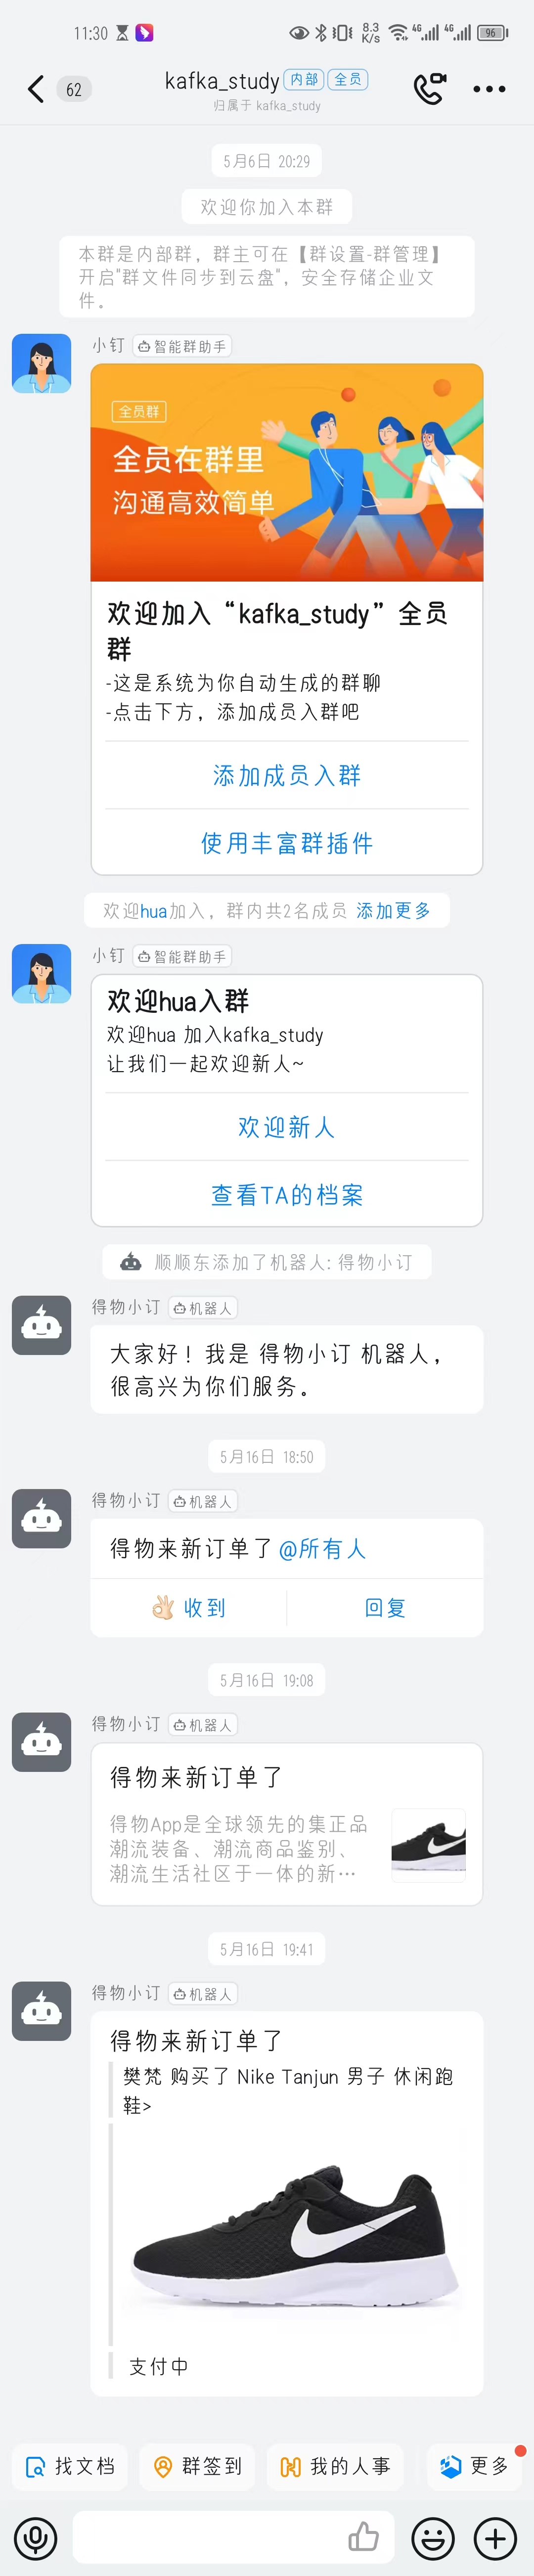 11:30
8.3
K/s
4G
4G
96
62
kafka_study 内部 全员
归属于 kafka_study
5月6日 20:29
欢迎你加入本群
本群是内部群，群主可在【群设置-群管理】
开启"群文件同步到云盘"，安全存储企业文
件。
小钉 智能群助手
全员群
全员在群里
沟通高效简单
欢迎加入“kafka_study”全员
群
-这是系统为你自动生成的群聊
-点击下方，添加成员入群吧
添加成员入群
使用丰富群插件
欢迎hua加入，群内共2名成员 添加更多
小钉 智能群助手
欢迎hua入群
欢迎hua 加入kafka_study
让我们一起欢迎新人~
欢迎新人
查看TA的档案
顺顺东添加了机器人: 得物小订
得物小订 机器人
大家好！我是 得物小订 机器人，
很高兴为你们服务。
5月16日 18:50
得物小订 机器人
得物来新订单了 @所有人
收到 回复
5月16日 19:08
得物小订 机器人
得物来新订单了
得物App是全球领先的集正品
潮流装备、潮流商品鉴别、
潮流生活社区于一体的新…
5月16日 19:41
得物小订 机器人
得物来新订单了
樊梵 购买了 Nike Tanjun 男子 休闲跑
鞋>
支付中
找文档 群签到 我的人事 更多